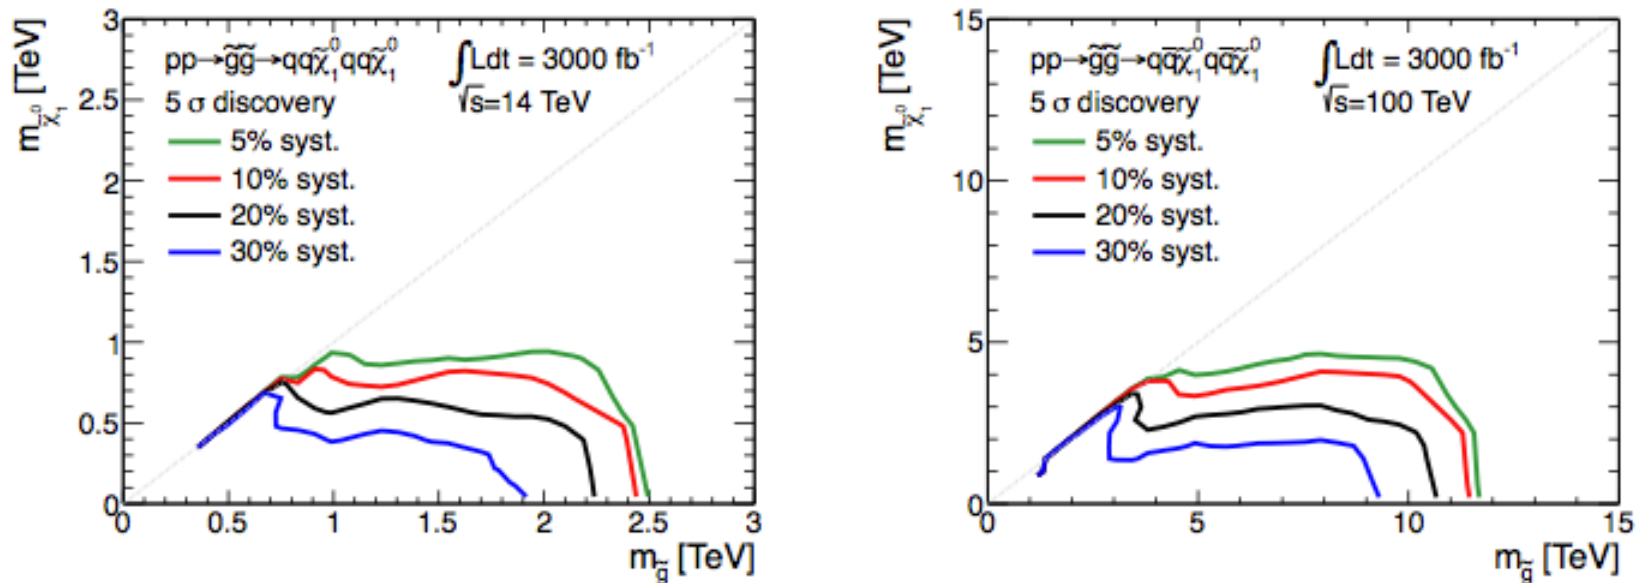 m_χ̃₁⁰ [TeV]
3
2.5
2
1.5
1
0.5
0
pp→g̃g̃→qqχ̃₁⁰qqχ̃₁⁰
∫Ldt = 3000 fb⁻¹
5 σ discovery
√s=14 TeV
5% syst.
10% syst.
20% syst.
30% syst.
0 0.5 1 1.5 2 2.5 3
m_g̃ [TeV]
m_χ̃₁⁰ [TeV]
15
10
5
0
pp→g̃g̃→qq̅χ̃₁⁰qq̅χ̃₁⁰
∫Ldt = 3000 fb⁻¹
5 σ discovery
√s=100 TeV
5% syst.
10% syst.
20% syst.
30% syst.
0 5 10 15
m_g̃ [TeV]